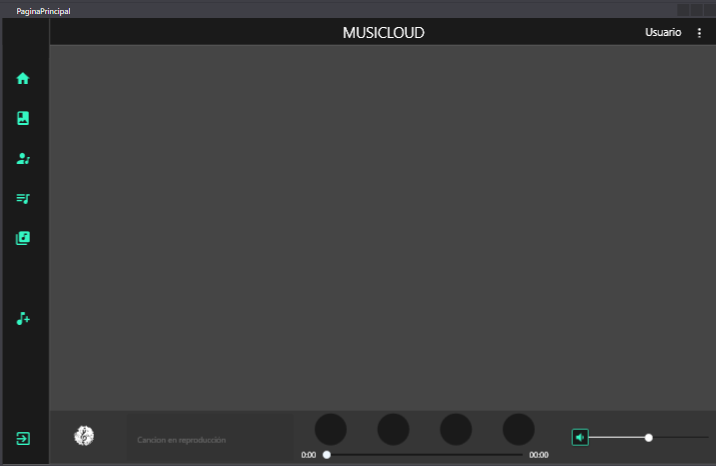 PaginaPrincipal
MUSICLOUD
Usuario
Cancion en reproducción
0:00
00:00